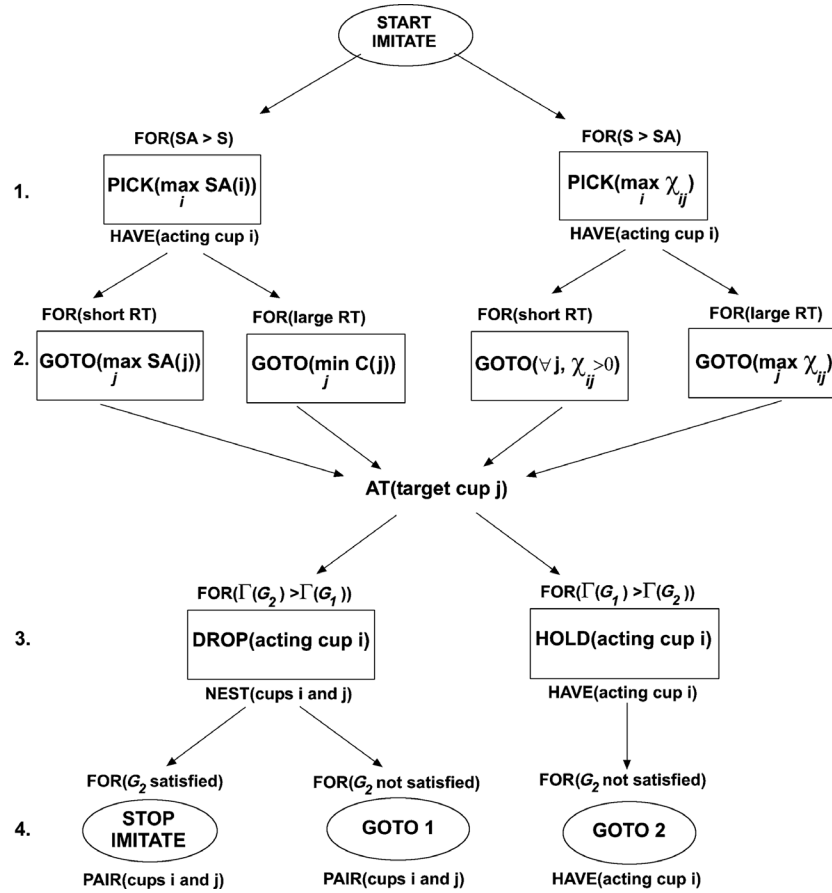 START
IMITATE
FOR(SA > S)
FOR(S > SA)
1.
PICK(max SA(i))
i
PICK(max χij)
i
HAVE(acting cup i)
HAVE(acting cup i)
FOR(short RT)
FOR(large RT)
FOR(short RT)
FOR(large RT)
2.
GOTO(max SA(j))
j
GOTO(min C(j))
j
GOTO(∀ j, χij>0)
GOTO(max χij)
j
AT(target cup j)
FOR(Γ(G2) >Γ(G1))
FOR(Γ(G1) >Γ(G2))
3.
DROP(acting cup i)
HOLD(acting cup i)
NEST(cups i and j)
HAVE(acting cup i)
FOR(G2 satisfied)
FOR(G2 not satisfied)
FOR(G2 not satisfied)
4.
STOP
IMITATE
GOTO 1
GOTO 2
PAIR(cups i and j)
PAIR(cups i and j)
HAVE(acting cup i)